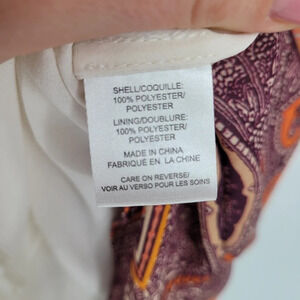 SHELL/COQUILLE:
100% POLYESTER/
POLYESTER
LINING/DOUBLURE:
100% POLYESTER/
POLYESTER
MADE IN CHINA
FABRIQUÉ EN LA CHINE
CARE ON REVERSE/
VOIR AU VERSO POUR LES SOINS